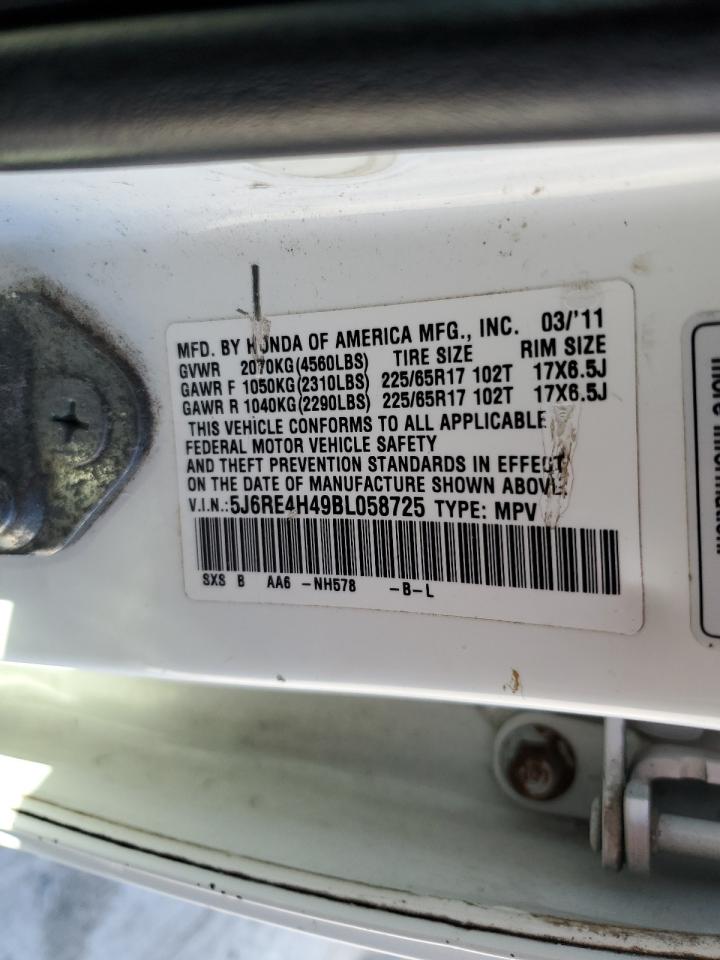 MFD. BY HONDA OF AMERICA MFG., INC. 03/'11
GVWR 2070KG(4560LBS) TIRE SIZE RIM SIZE
GAWR F 1050KG(2310LBS) 225/65R17 102T 17X6.5J
GAWR R 1040KG(2290LBS) 225/65R17 102T 17X6.5J
THIS VEHICLE CONFORMS TO ALL APPLICABLE
FEDERAL MOTOR VEHICLE SAFETY
AND THEFT PREVENTION STANDARDS IN EFFECT
ON THE DATE OF MANUFACTURE SHOWN ABOVE.
V.I.N.:5J6RE4H49BL058725 TYPE: MPV
SXS B AA6 -NH578 -B-L